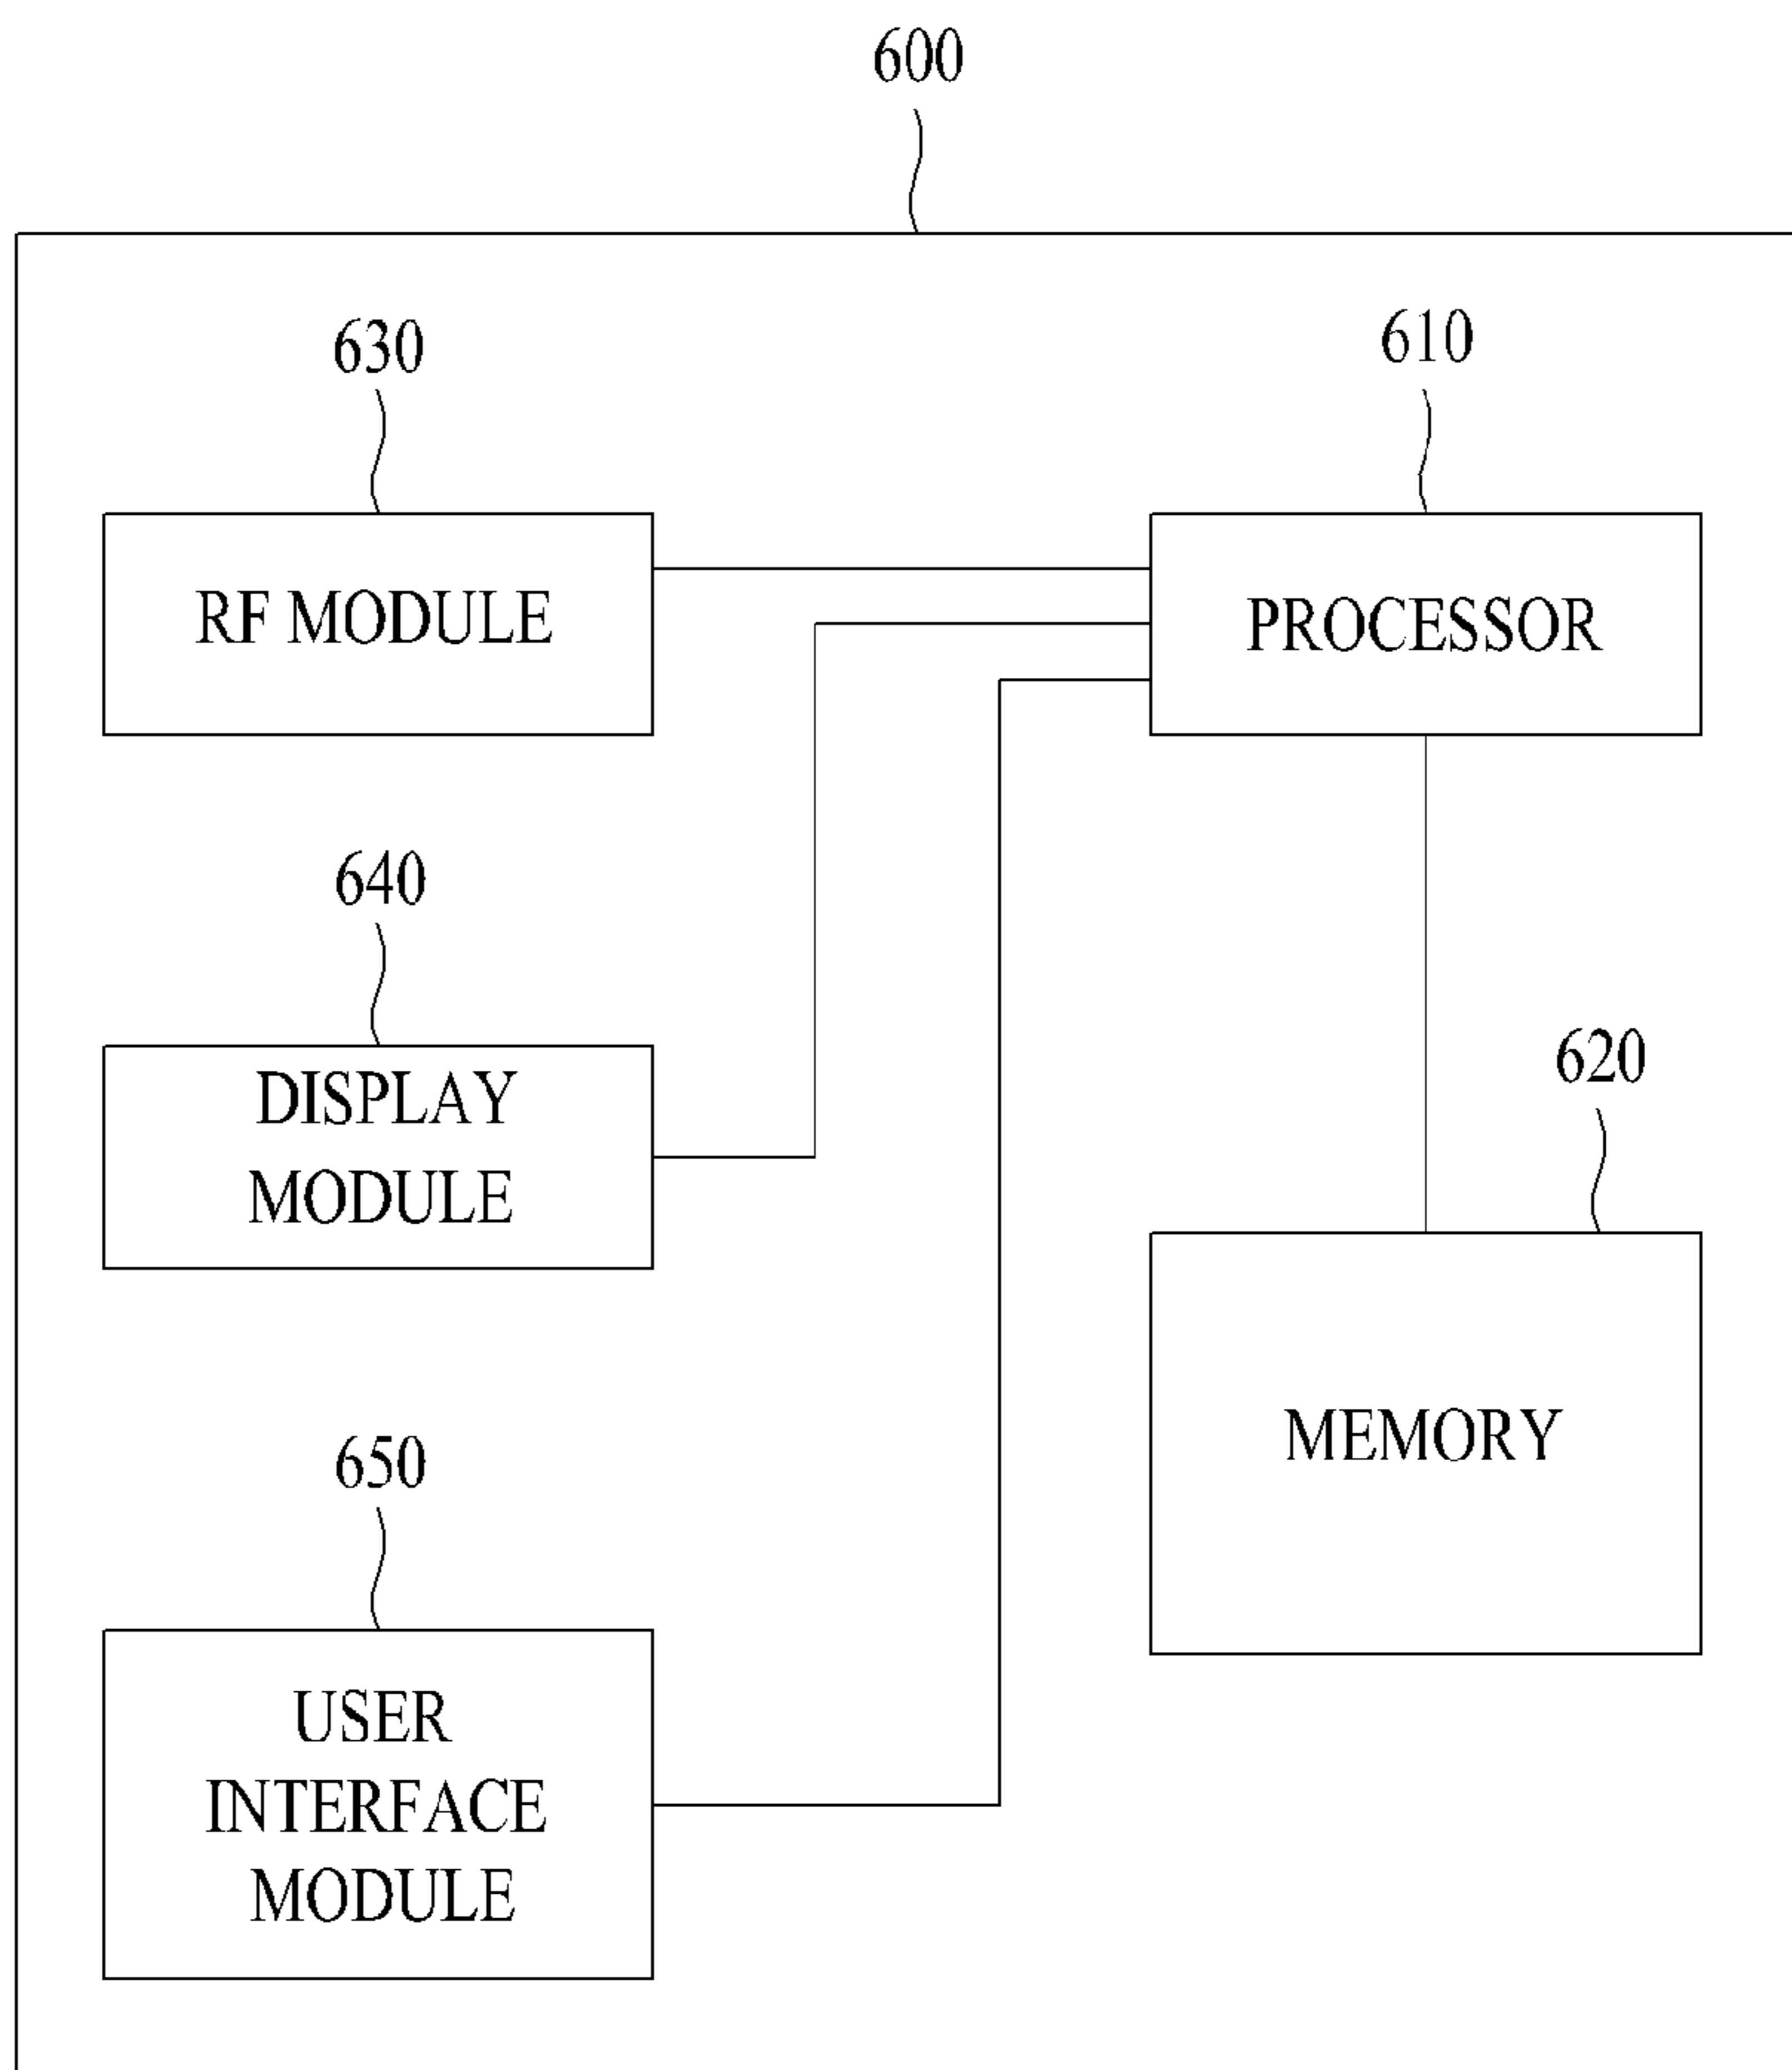 600
630
610
RF MODULE
PROCESSOR
640
DISPLAY
MODULE
620
MEMORY
650
USER
INTERFACE
MODULE